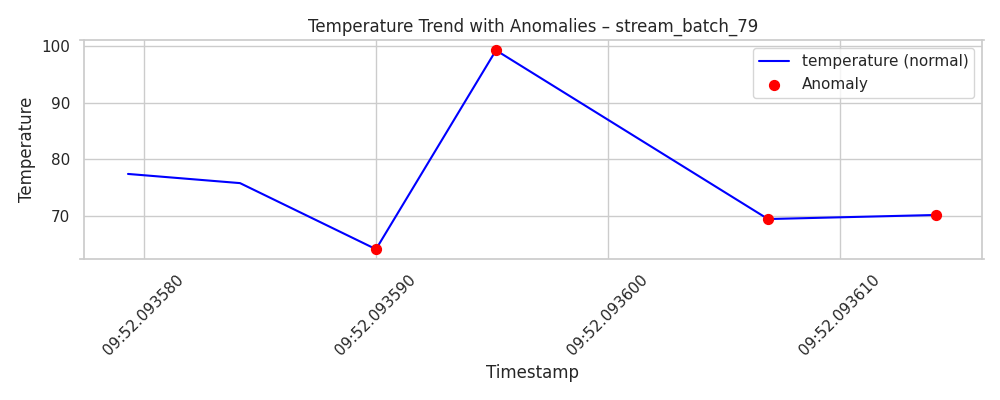 Temperature Trend with Anomalies – stream_batch_79
temperature (normal)
Anomaly
Temperature
100
90
80
70
09:52.093580
09:52.093590
09:52.093600
09:52.093610
Timestamp